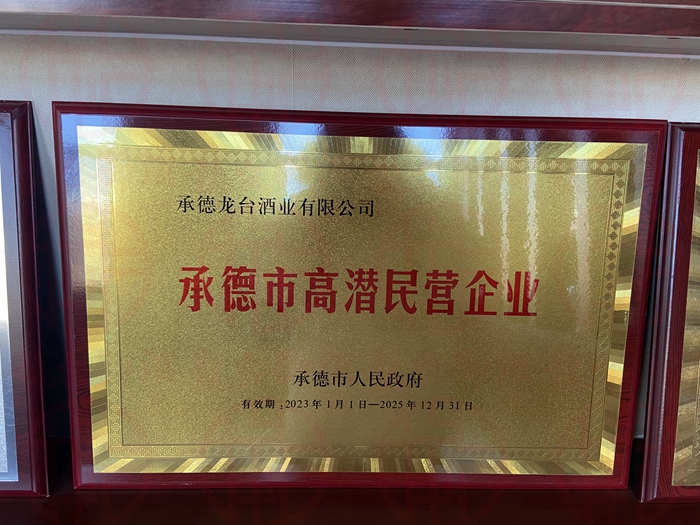 承德龙台酒业有限公司
承德市高潜民营企业
承德市人民政府
有效期:2023年1月1日—2025年12月31日